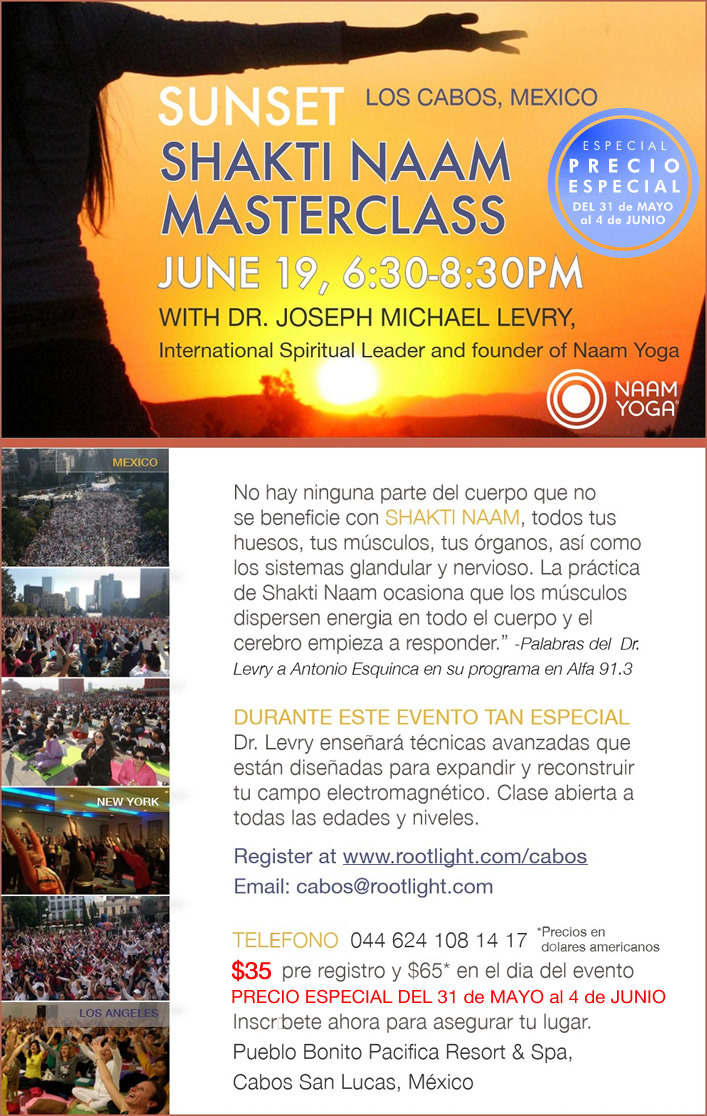 SUNSET LOS CABOS, MEXICO
SHAKTI NAAM
MASTERCLASS
ESPECIAL
PRECIO
ESPECIAL
DEL 31 de MAYO
al 4 de JUNIO
JUNE 19, 6:30-8:30PM
WITH DR. JOSEPH MICHAEL LEVRY,
International Spiritual Leader and founder of Naam Yoga
NAAM
YOGA®
MEXICO
NEW YORK
LOS ANGELES
No hay ninguna parte del cuerpo que no
se beneficie con SHAKTI NAAM, todos tus
huesos, tus músculos, tus órganos, así como
los sistemas glandular y nervioso. La práctica
de Shakti Naam ocasiona que los músculos
dispersen energia en todo el cuerpo y el
cerebro empieza a responder.” -Palabras del Dr.
Levry a Antonio Esquinca en su programa en Alfa 91.3
DURANTE ESTE EVENTO TAN ESPECIAL
Dr. Levry enseñará técnicas avanzadas que
están diseñadas para expandir y reconstruir
tu campo electromagnético. Clase abierta a
todas las edades y niveles.
Register at www.rootlight.com/cabos
Email: cabos@rootlight.com
TELEFONO 044 624 108 14 17 *Precios en
dolares americanos
$35 pre registro y $65* en el dia del evento
PRECIO ESPECIAL DEL 31 de MAYO al 4 de JUNIO
ahora para asegurar tu lugar.
Pueblo Bonito Pacifica Resort & Spa,
Cabos San Lucas, México